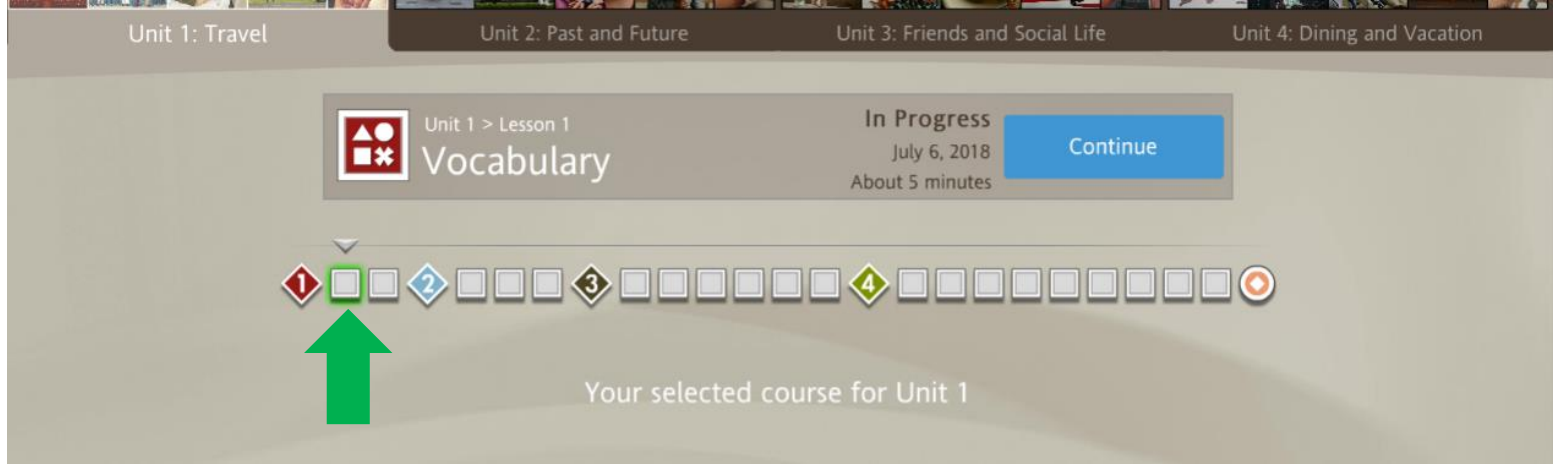 Unit 1: Travel
Unit 2: Past and Future
Unit 3: Friends and Social Life
Unit 4: Dining and Vacation
Unit 1 > Lesson 1
Vocabulary
In Progress
July 6, 2018
About 5 minutes
Continue
1 2 3 4
Your selected course for Unit 1